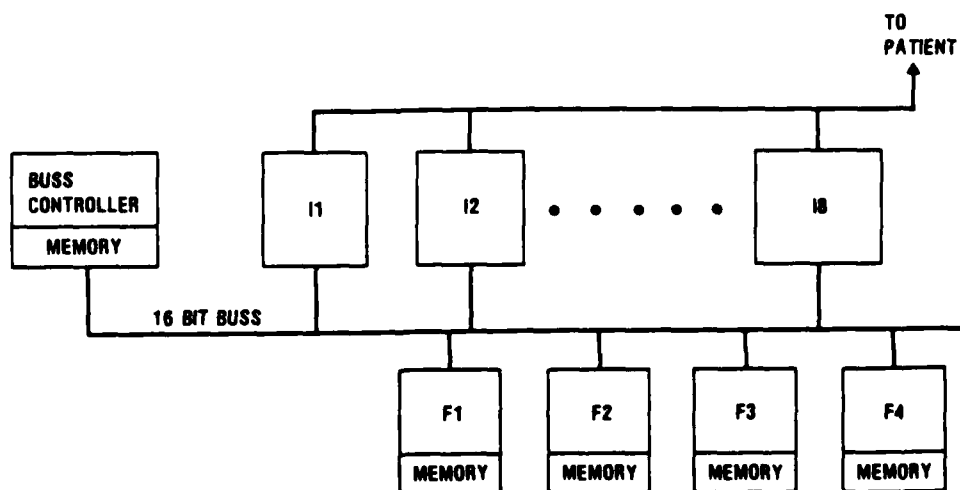 TO
PATIENT
BUSS
CONTROLLER
MEMORY
I1
I2
I8
16 BIT BUSS
F1
F2
F3
F4
MEMORY
MEMORY
MEMORY
MEMORY